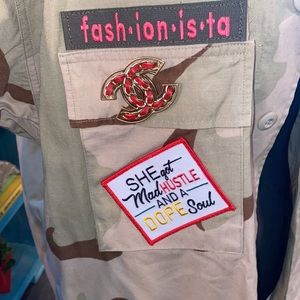 fash·ion·is·ta
SHE got
Mad HUSTLE
AND A
DOPE Soul